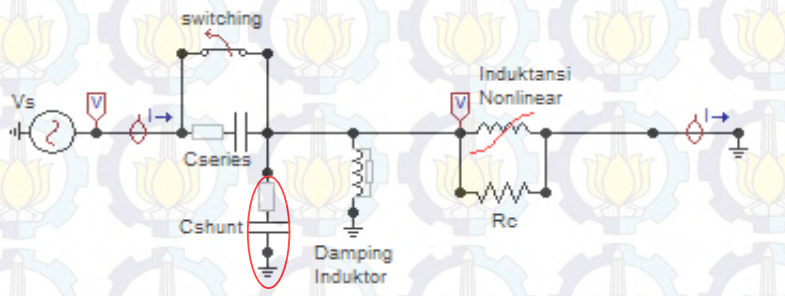 switching
Vs
V
I→
Cseries
Cshunt
Damping
Induktor
V
Induktansi
Nonlinear
Rc
I→